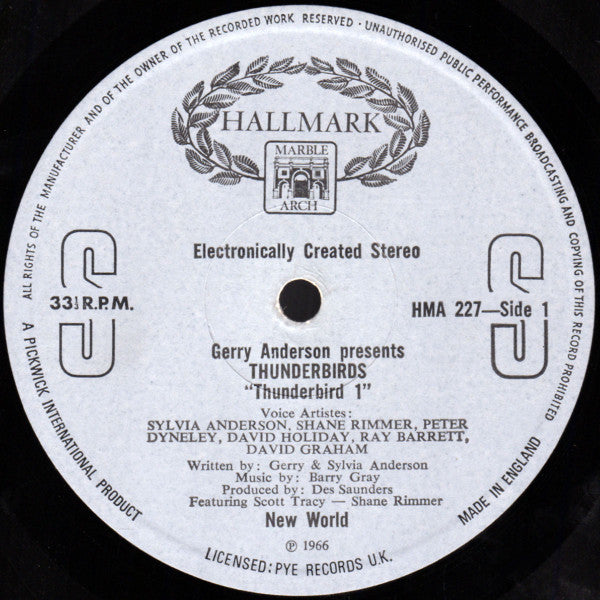 ALL RIGHTS OF THE MANUFACTURER AND OF THE OWNER OF THE RECORDED WORK RESERVED · UNAUTHORISED PUBLIC PERFORMANCE BROADCASTING AND COPYING OF THIS RECORD PROHIBITED
HALLMARK
MARBLE
ARCH
Electronically Created Stereo
S
S
33⅓ R.P.M.
HMA 227—Side 1
Gerry Anderson presents
THUNDERBIRDS
“Thunderbird 1”
Voice Artistes:
SYLVIA ANDERSON, SHANE RIMMER, PETER
DYNELEY, DAVID HOLIDAY, RAY BARRETT,
DAVID GRAHAM
Written by: Gerry & Sylvia Anderson
Music by: Barry Gray
Produced by: Des Saunders
Featuring Scott Tracy — Shane Rimmer
New World
℗ 1966
A PICKWICK INTERNATIONAL PRODUCT
LICENSED: PYE RECORDS U.K.
MADE IN ENGLAND